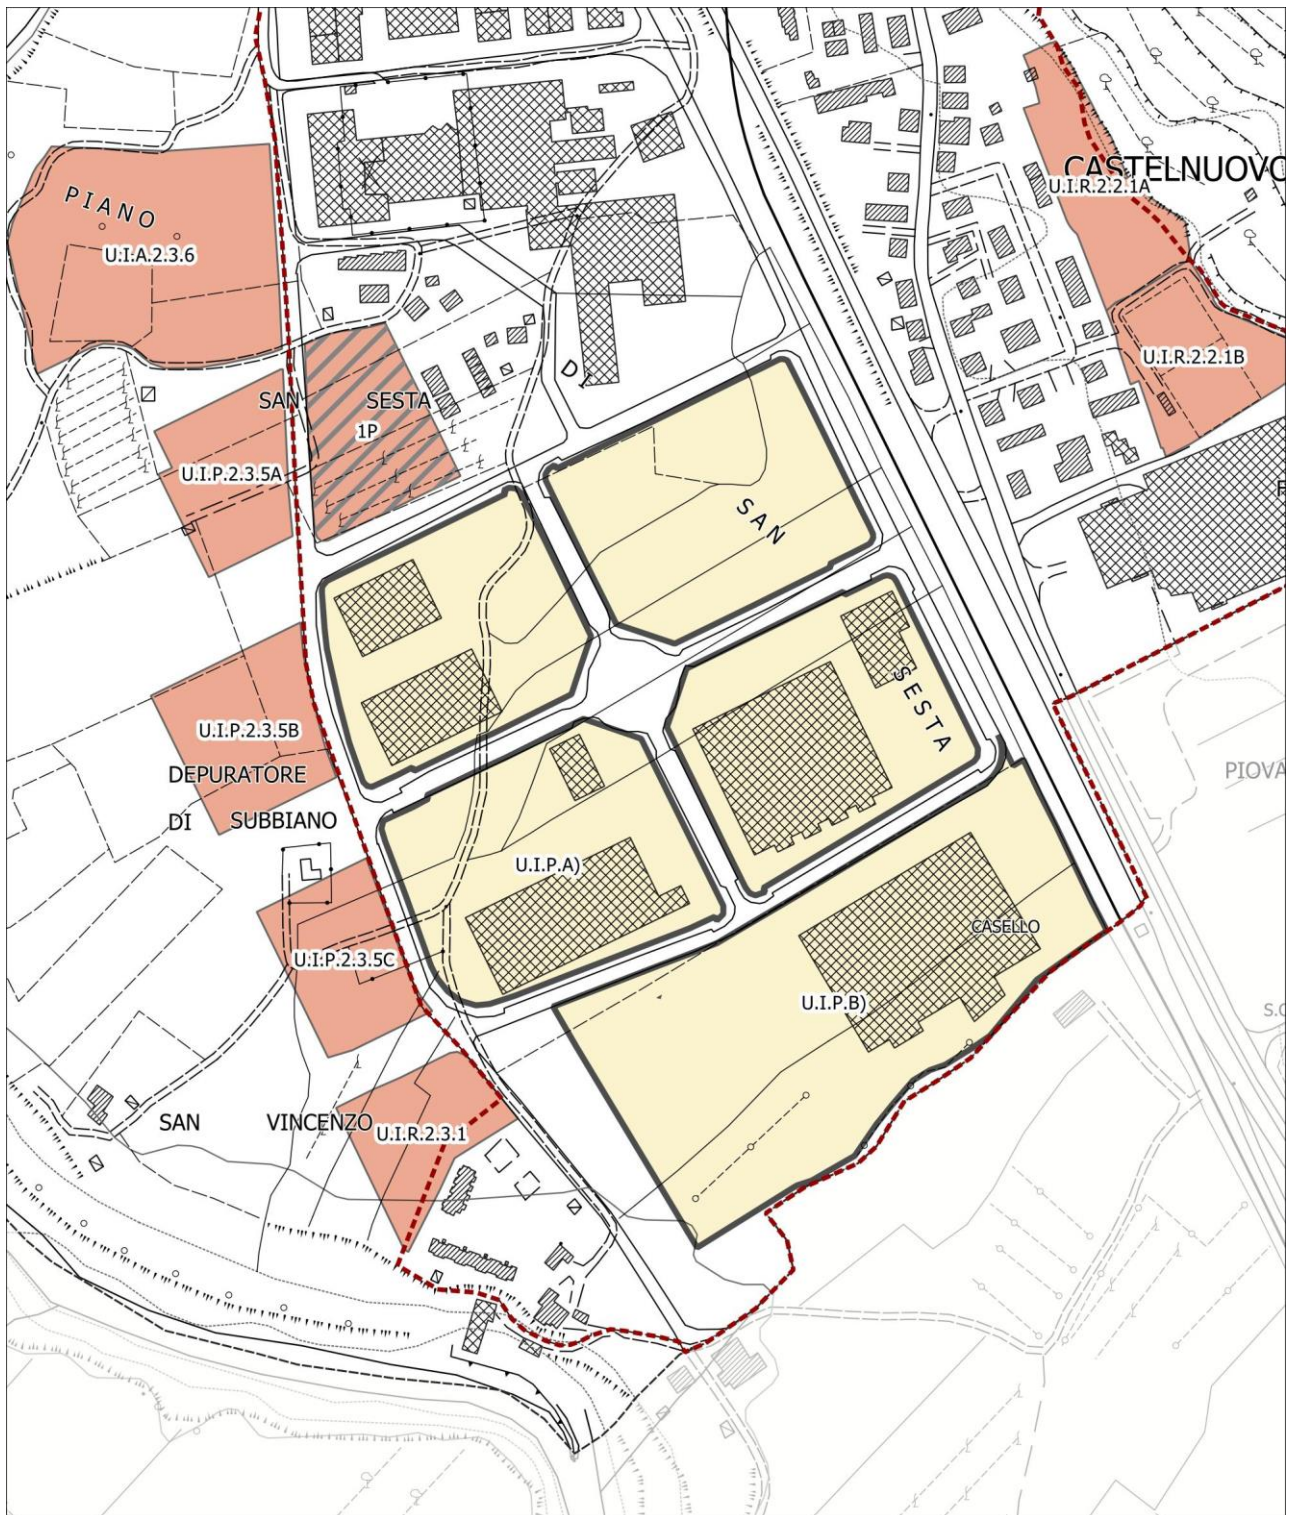 CASTELNUOVO
U.I.R.2.2.1A
PIANO
U.I.A.2.3.6
U.I.R.2.2.1B
DI
SAN SESTA
1P
U.I.P.2.3.5A
SAN
SESTA
U.I.P.2.3.5B
DEPURATORE
DI SUBBIANO
PIOVA
U.I.P.A)
CASELLO
U.I.P.2.3.5C
U.I.P.B)
SAN VINCENZO
U.I.R.2.3.1